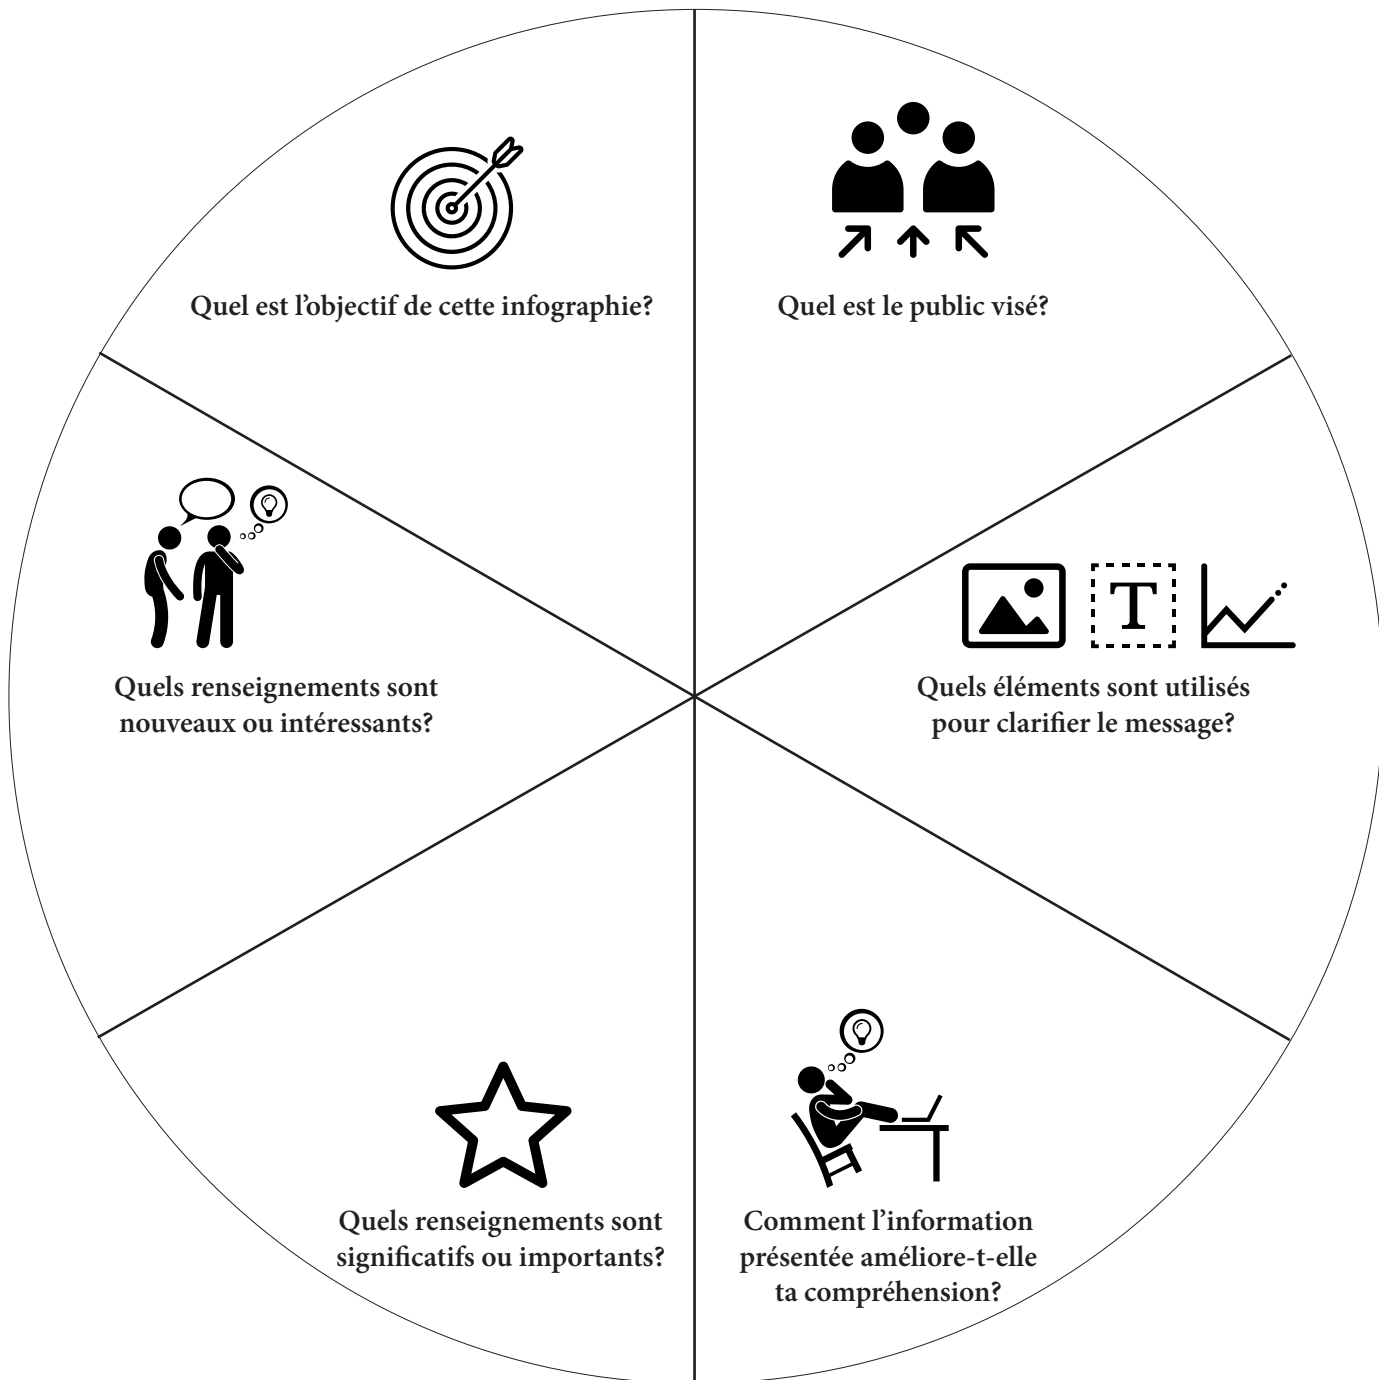 Quel est l’objectif de cette infographie?
Quel est le public visé?
Quels renseignements sont
nouveaux ou intéressants?
T
Quels éléments sont utilisés
pour clarifier le message?
Quels renseignements sont
significatifs ou importants?
Comment l’information
présentée améliore-t-elle
ta compréhension?